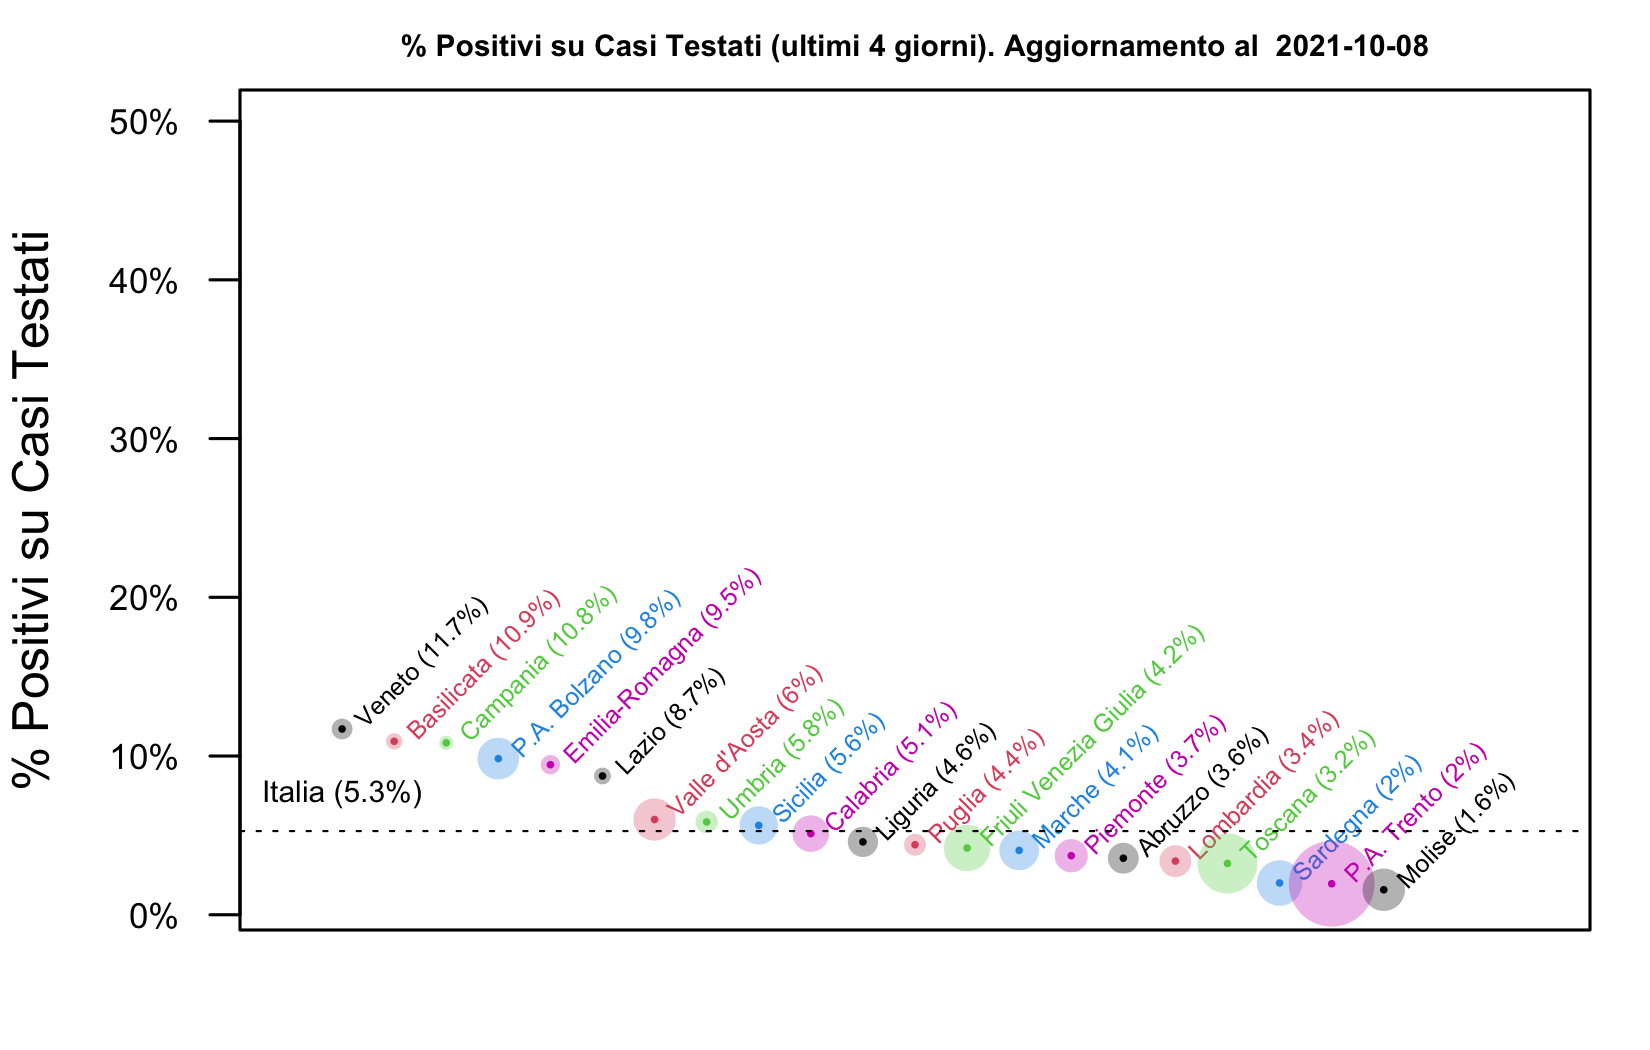 % Positivi su Casi Testati (ultimi 4 giorni). Aggiornamento al  2021-10-08
% Positivi su Casi Testati
50%
40%
30%
20%
10%
0%
Italia (5.3%)
Veneto (11.7%)
Basilicata (10.9%)
Campania (10.8%)
P.A. Bolzano (9.8%)
Emilia-Romagna (9.5%)
Lazio (8.7%)
Valle d'Aosta (6%)
Umbria (5.8%)
Sicilia (5.6%)
Calabria (5.1%)
Liguria (4.6%)
Puglia (4.4%)
Friuli Venezia Giulia (4.2%)
Marche (4.1%)
Piemonte (3.7%)
Abruzzo (3.6%)
Lombardia (3.4%)
Toscana (3.2%)
Sardegna (2%)
P.A. Trento (2%)
Molise (1.6%)